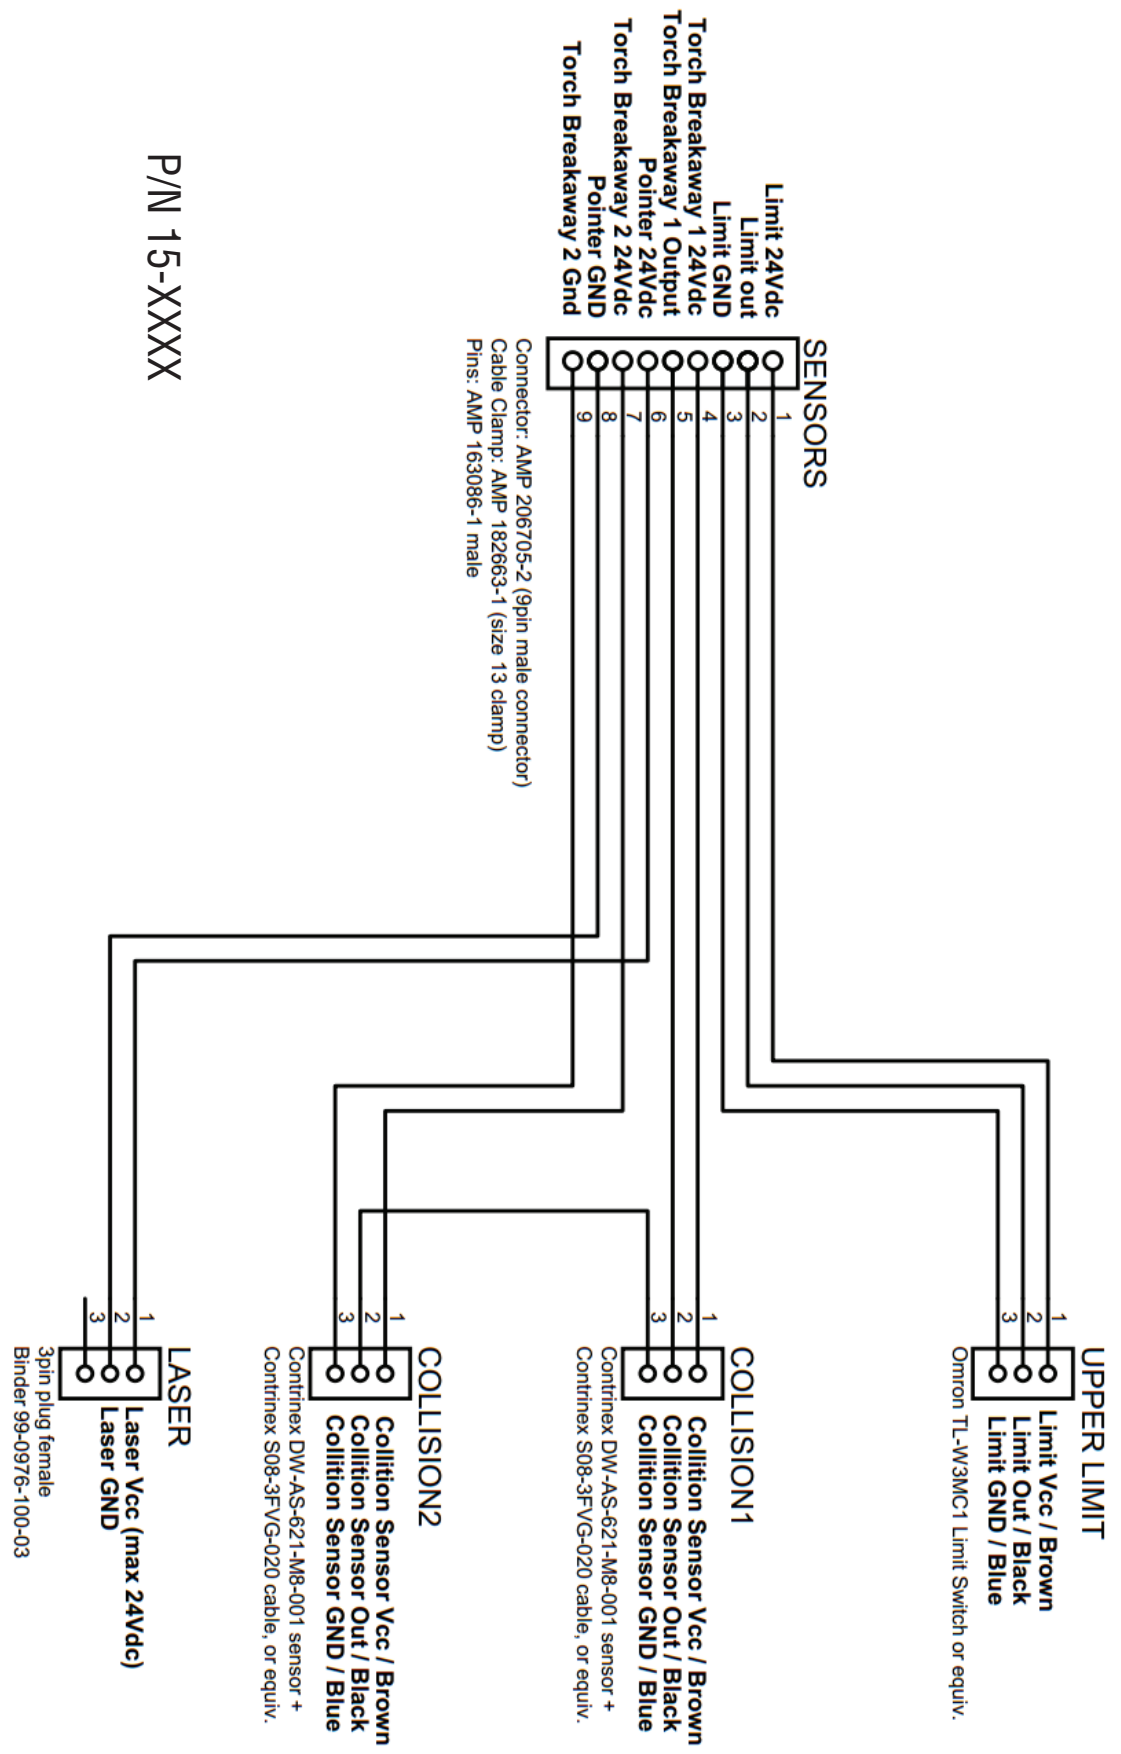 SENSORS
Limit 24Vdc
Limit out
Limit GND
Torch Breakaway 1 24Vdc
Torch Breakaway 1 Output
Pointer 24Vdc
Torch Breakaway 2 24Vdc
Pointer GND
Torch Breakaway 2 Gnd
1
2
3
4
5
6
7
8
9
Connector: AMP 206705-2 (9pin male connector)
Cable Clamp: AMP 182663-1 (size 13 clamp)
Pins: AMP 163086-1 male
P/N 15-XXXX
UPPER LIMIT
1
2
3
Limit Vcc / Brown
Limit Out / Black
Limit GND / Blue
Omron TL-W3MC1 Limit Switch or equiv.
COLLISION1
1
2
3
Collition Sensor Vcc / Brown
Collition Sensor Out / Black
Collition Sensor GND / Blue
Contrinex DW-AS-621-M8-001 sensor +
Contrinex S08-3FVG-020 cable, or equiv.
COLLISION2
1
2
3
Collition Sensor Vcc / Brown
Collition Sensor Out / Black
Collition Sensor GND / Blue
Contrinex DW-AS-621-M8-001 sensor +
Contrinex S08-3FVG-020 cable, or equiv.
LASER
1
2
3
Laser Vcc (max 24Vdc)
Laser GND
3pin plug female
Binder 99-0976-100-03